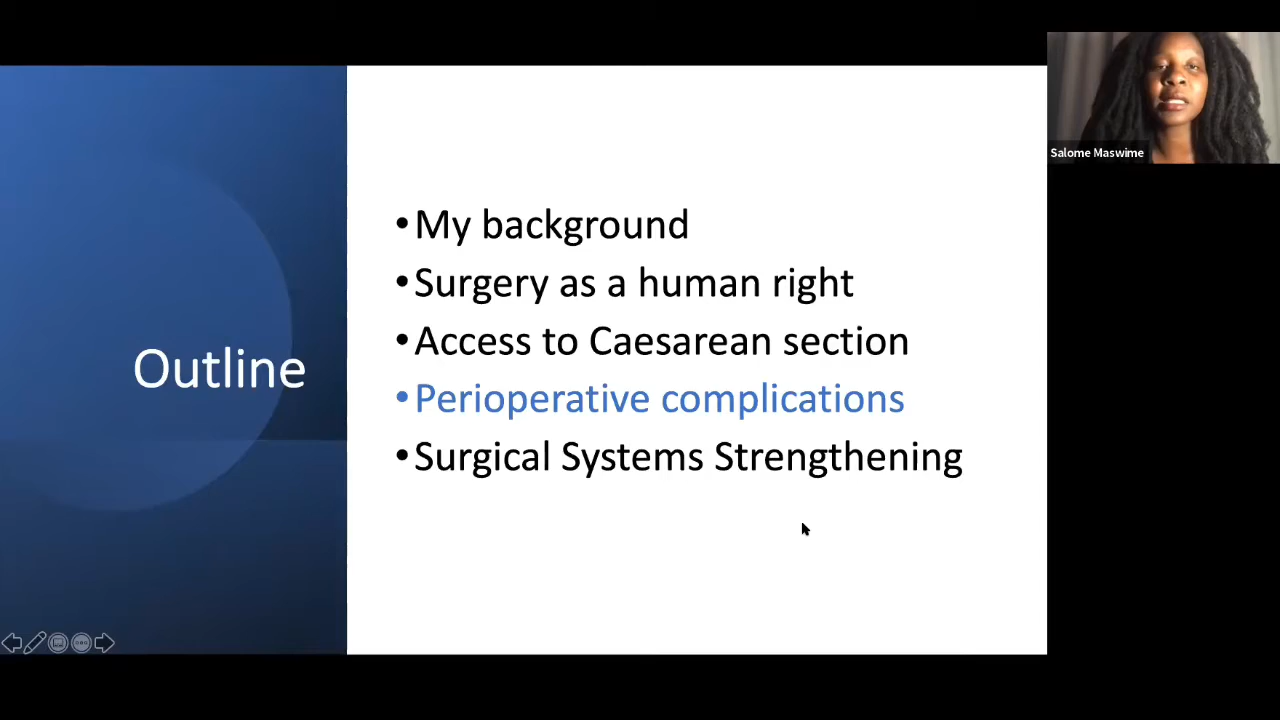 Outline
•My background
•Surgery as a human right
•Access to Caesarean section
•Perioperative complications
•Surgical Systems Strengthening
Salome Maswime